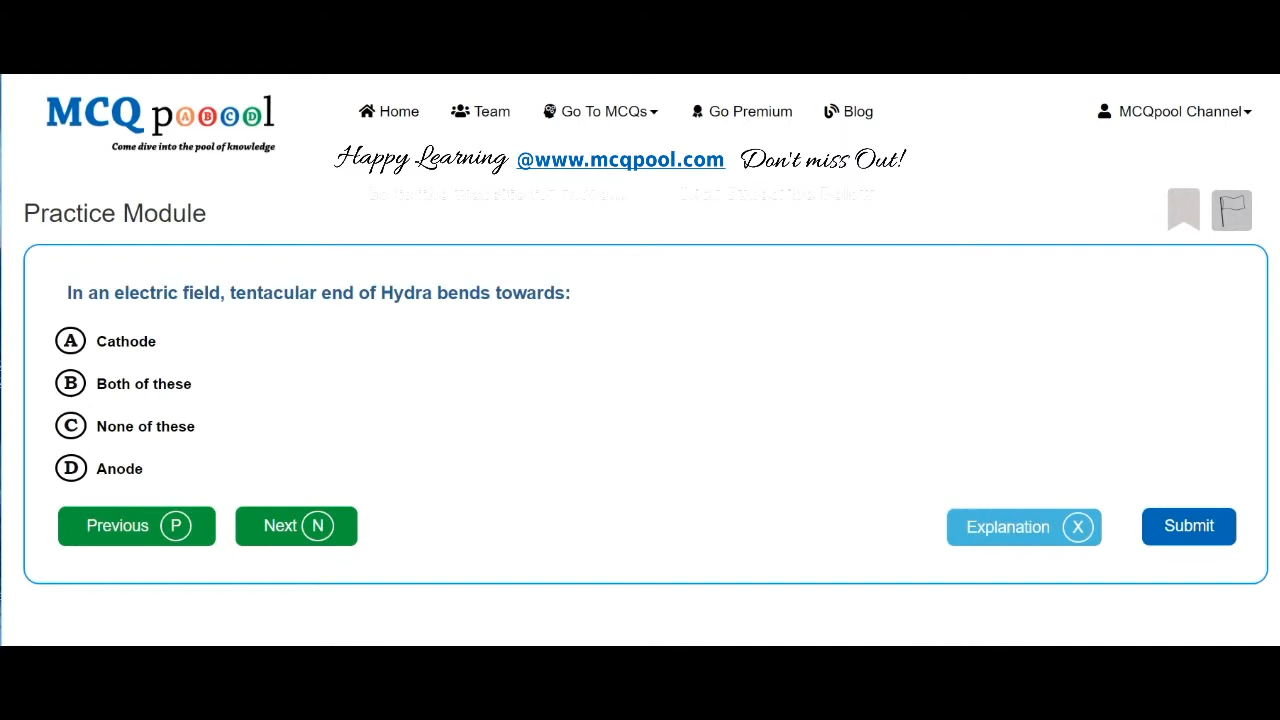 MCQ pABCDl
Come dive into the pool of knowledge
Home Team Go To MCQs Go Premium Blog MCQpool Channel
Happy Learning @www.mcqpool.com Don't miss Out!
Practice Module
In an electric field, tentacular end of Hydra bends towards:
A Cathode
B Both of these
C None of these
D Anode
Previous P Next N Explanation X Submit